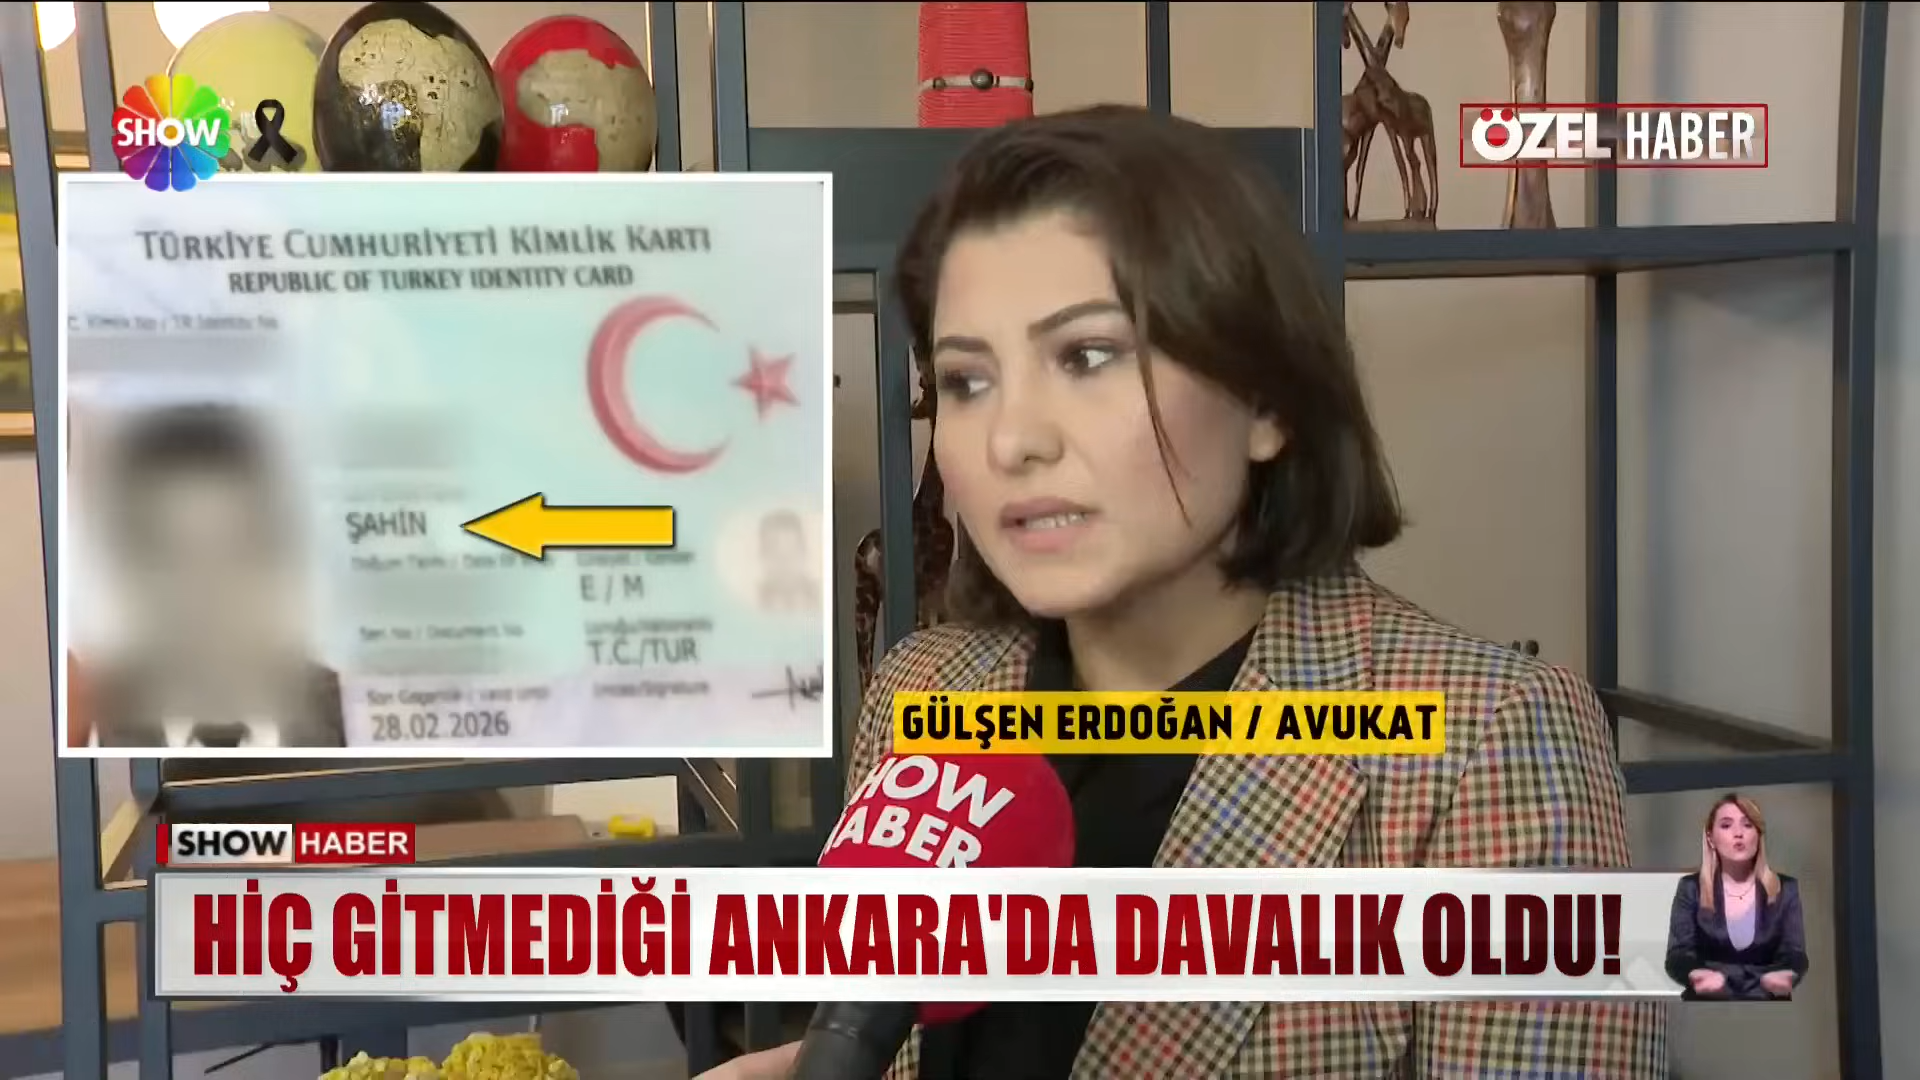 SHOW
ÖZEL HABER
TÜRKİYE CUMHURİYETİ KİMLİK KARTI
REPUBLIC OF TURKEY IDENTITY CARD
ŞAHİN
E / M
T.C./TUR
28.02.2026
GÜLŞEN ERDOĞAN / AVUKAT
HOW
HABER
SHOW HABER
HİÇ GİTMEDİĞİ ANKARA'DA DAVALIK OLDU!